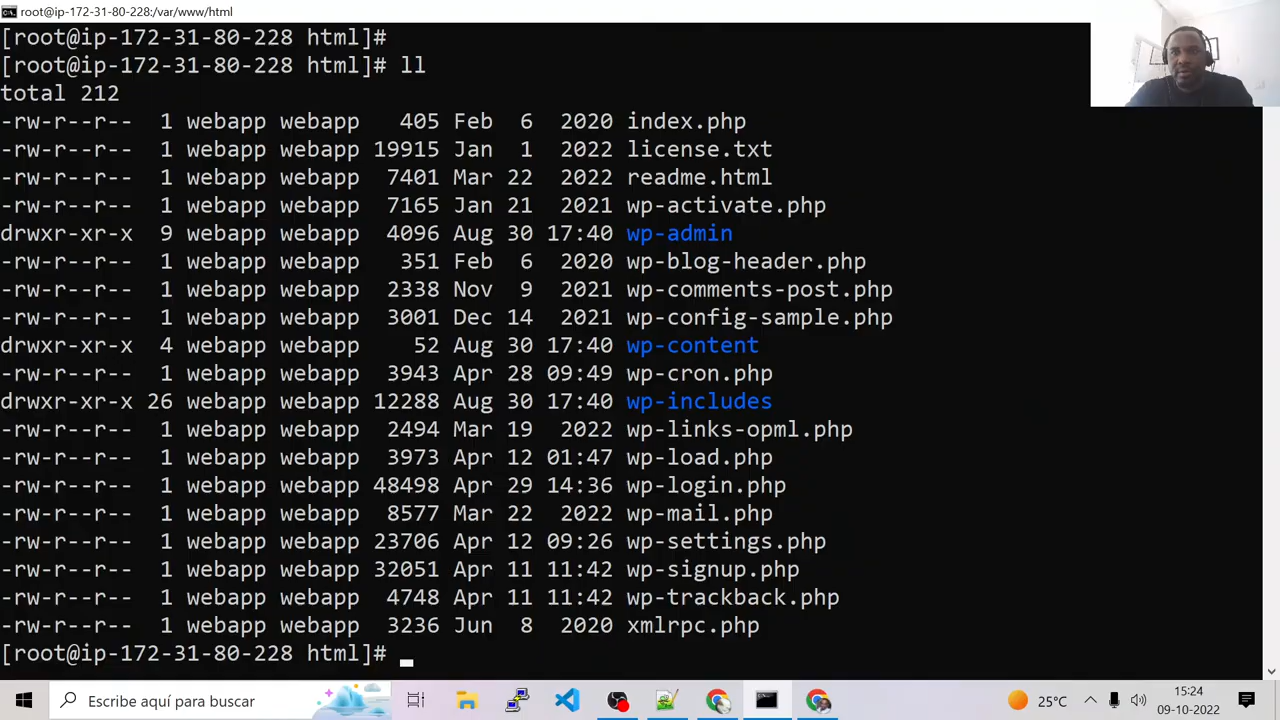 root@ip-172-31-80-228:/var/www/html
[root@ip-172-31-80-228 html]#
[root@ip-172-31-80-228 html]# ll
total 212
-rw-r--r-- 1 webapp webapp 405 Feb 6 2020 index.php
-rw-r--r-- 1 webapp webapp 19915 Jan 1 2022 license.txt
-rw-r--r-- 1 webapp webapp 7401 Mar 22 2022 readme.html
-rw-r--r-- 1 webapp webapp 7165 Jan 21 2021 wp-activate.php
drwxr-xr-x 9 webapp webapp 4096 Aug 30 17:40 wp-admin
-rw-r--r-- 1 webapp webapp 351 Feb 6 2020 wp-blog-header.php
-rw-r--r-- 1 webapp webapp 2338 Nov 9 2021 wp-comments-post.php
-rw-r--r-- 1 webapp webapp 3001 Dec 14 2021 wp-config-sample.php
drwxr-xr-x 4 webapp webapp 52 Aug 30 17:40 wp-content
-rw-r--r-- 1 webapp webapp 3943 Apr 28 09:49 wp-cron.php
drwxr-xr-x 26 webapp webapp 12288 Aug 30 17:40 wp-includes
-rw-r--r-- 1 webapp webapp 2494 Mar 19 2022 wp-links-opml.php
-rw-r--r-- 1 webapp webapp 3973 Apr 12 01:47 wp-load.php
-rw-r--r-- 1 webapp webapp 48498 Apr 29 14:36 wp-login.php
-rw-r--r-- 1 webapp webapp 8577 Mar 22 2022 wp-mail.php
-rw-r--r-- 1 webapp webapp 23706 Apr 12 09:26 wp-settings.php
-rw-r--r-- 1 webapp webapp 32051 Apr 11 11:42 wp-signup.php
-rw-r--r-- 1 webapp webapp 4748 Apr 11 11:42 wp-trackback.php
-rw-r--r-- 1 webapp webapp 3236 Jun 8 2020 xmlrpc.php
[root@ip-172-31-80-228 html]#
Escribe aquí para buscar
25°C
15:24
09-10-2022